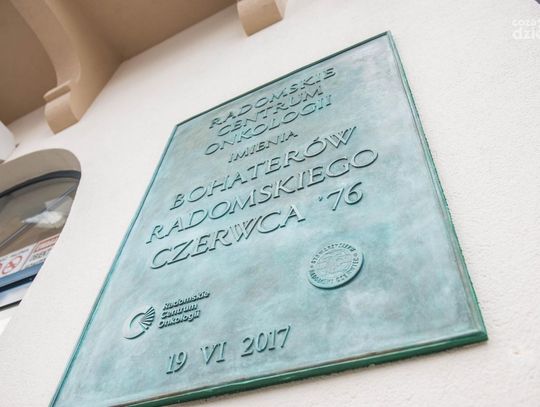 RADOMSKIE
CENTRUM
ONKOLOGII
IMIENIA
BOHATERÓW
RADOMSKIEGO
CZERWCA '76
Radomskie
Centrum
Onkologii
19 VI 2017